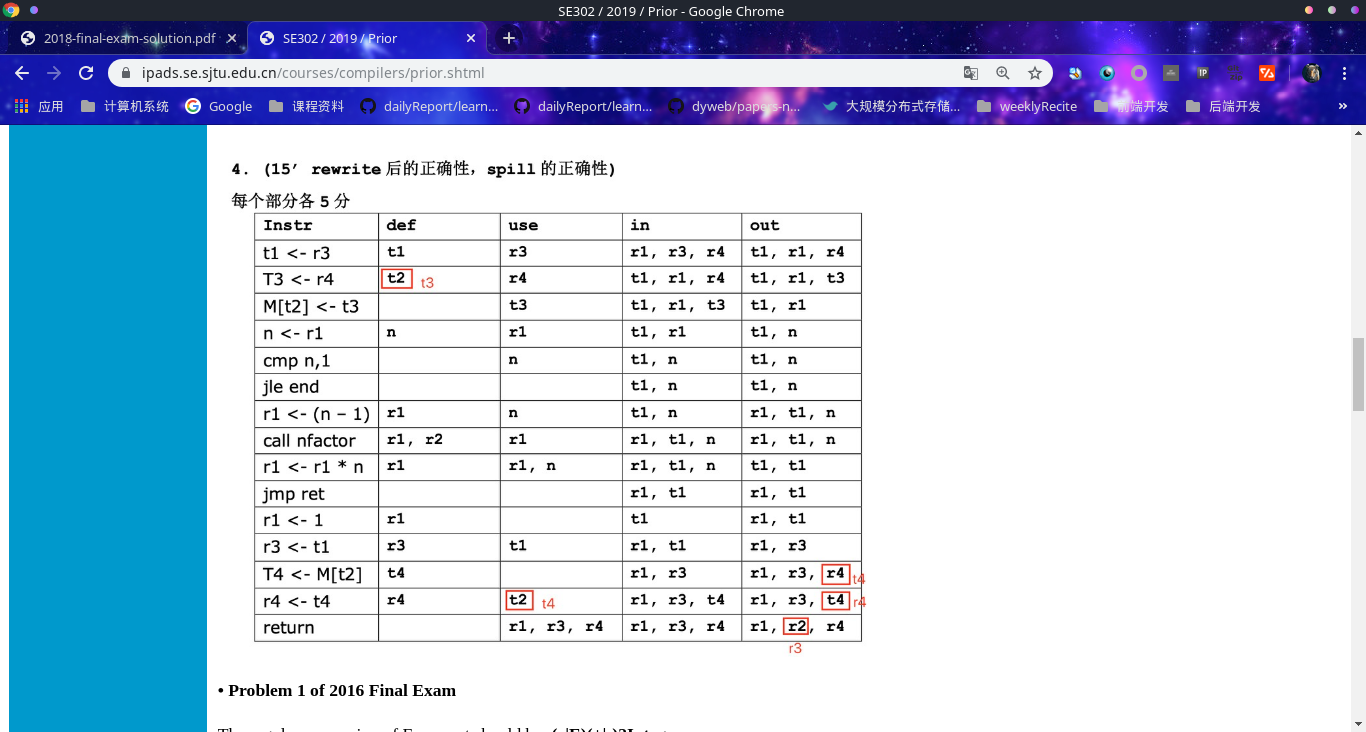 SE302 / 2019 / Prior - Google Chrome
2018-final-exam-solution.pdf SE302 / 2019 / Prior
ipads.se.sjtu.edu.cn/courses/compilers/prior.shtml
应用 计算机系统 Google 课程资料 dailyReport/learn... dailyReport/learn... dyweb/papers-n... 大规模分布式存储... weeklyRecite 前端开发 后端开发 »
4. (15’ rewrite 后的正确性，spill 的正确性)
每个部分各 5 分
Instr def use in out
t1 <- r3 t1 r3 r1, r3, r4 t1, r1, r4
T3 <- r4 t2 t3 r4 t1, r1, r4 t1, r1, t3
M[t2] <- t3 t3 t1, r1, t3 t1, r1
n <- r1 n r1 t1, r1 t1, n
cmp n,1 n t1, n t1, n
jle end t1, n t1, n
r1 <- (n – 1) r1 n t1, n r1, t1, n
call nfactor r1, r2 r1 r1, t1, n r1, t1, n
r1 <- r1 * n r1 r1, n r1, t1, n t1, t1
jmp ret r1, t1 r1, t1
r1 <- 1 r1 t1 r1, t1
r3 <- t1 r3 t1 r1, t1 r1, r3
T4 <- M[t2] t4 r1, r3 r1, r3, r4 t4
r4 <- t4 r4 t2 t4 r1, r3, t4 r1, r3, t4 r4
return r1, r3, r4 r1, r3, r4 r1, r2, r4
r3
• Problem 1 of 2016 Final Exam